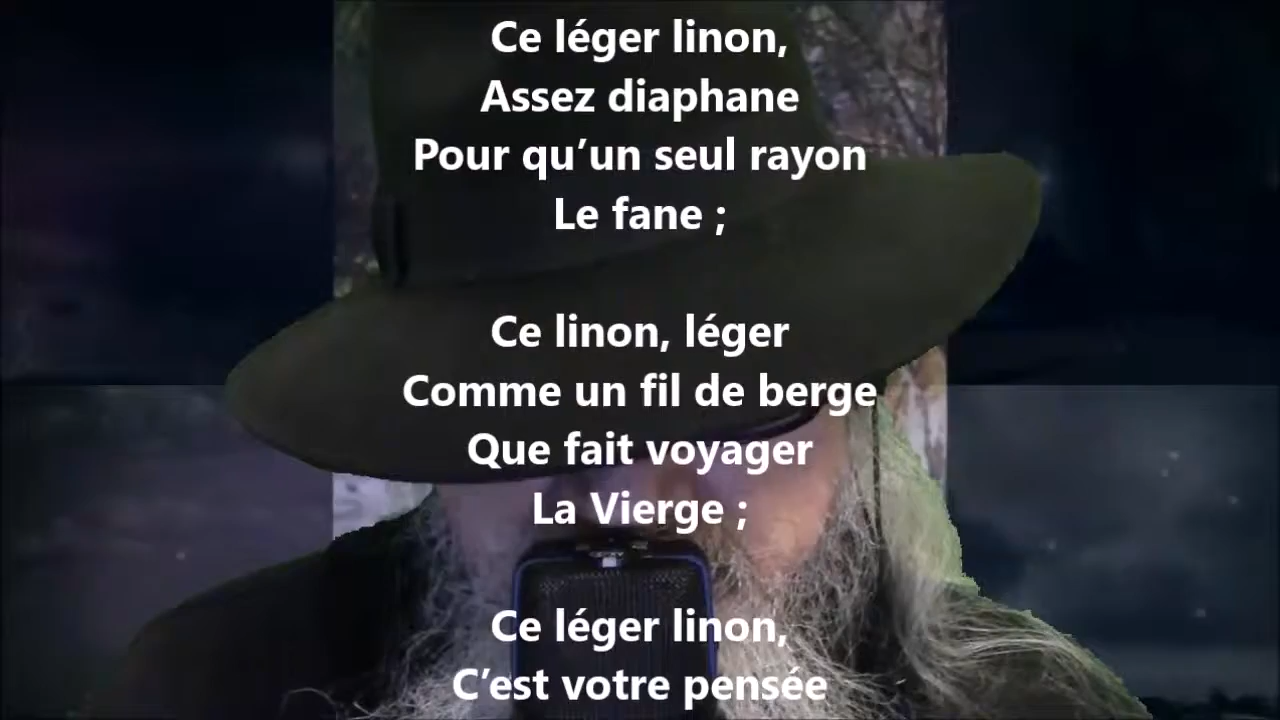 Ce léger linon,
Assez diaphane
Pour qu’un seul rayon
Le fane ;
Ce linon, léger
Comme un fil de berge
Que fait voyager
La Vierge ;
Ce léger linon,
C’est votre pensée